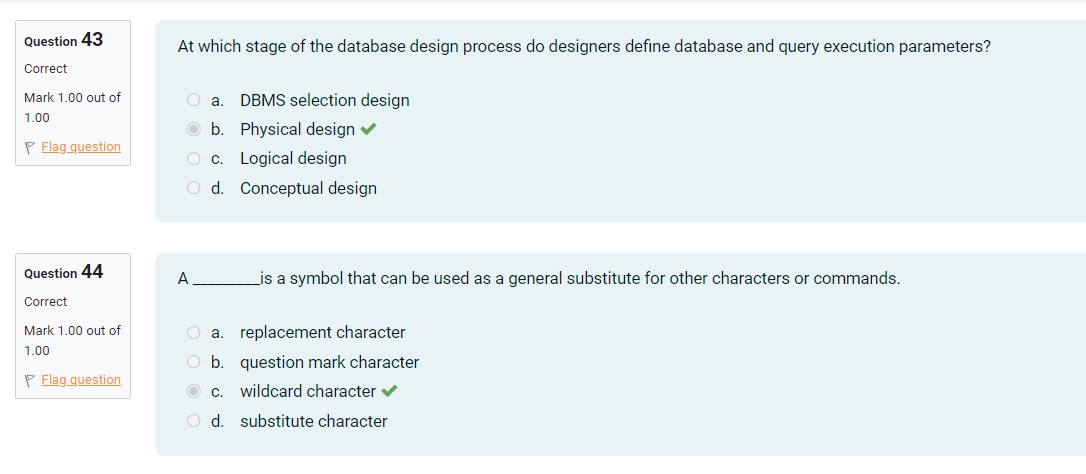 Question 43
Correct
Mark 1.00 out of
1.00
Flag question
At which stage of the database design process do designers define database and query execution parameters?
a. DBMS selection design
b. Physical design
c. Logical design
d. Conceptual design
Question 44
Correct
Mark 1.00 out of
1.00
Flag question
A _________is a symbol that can be used as a general substitute for other characters or commands.
a. replacement character
b. question mark character
c. wildcard character
d. substitute character